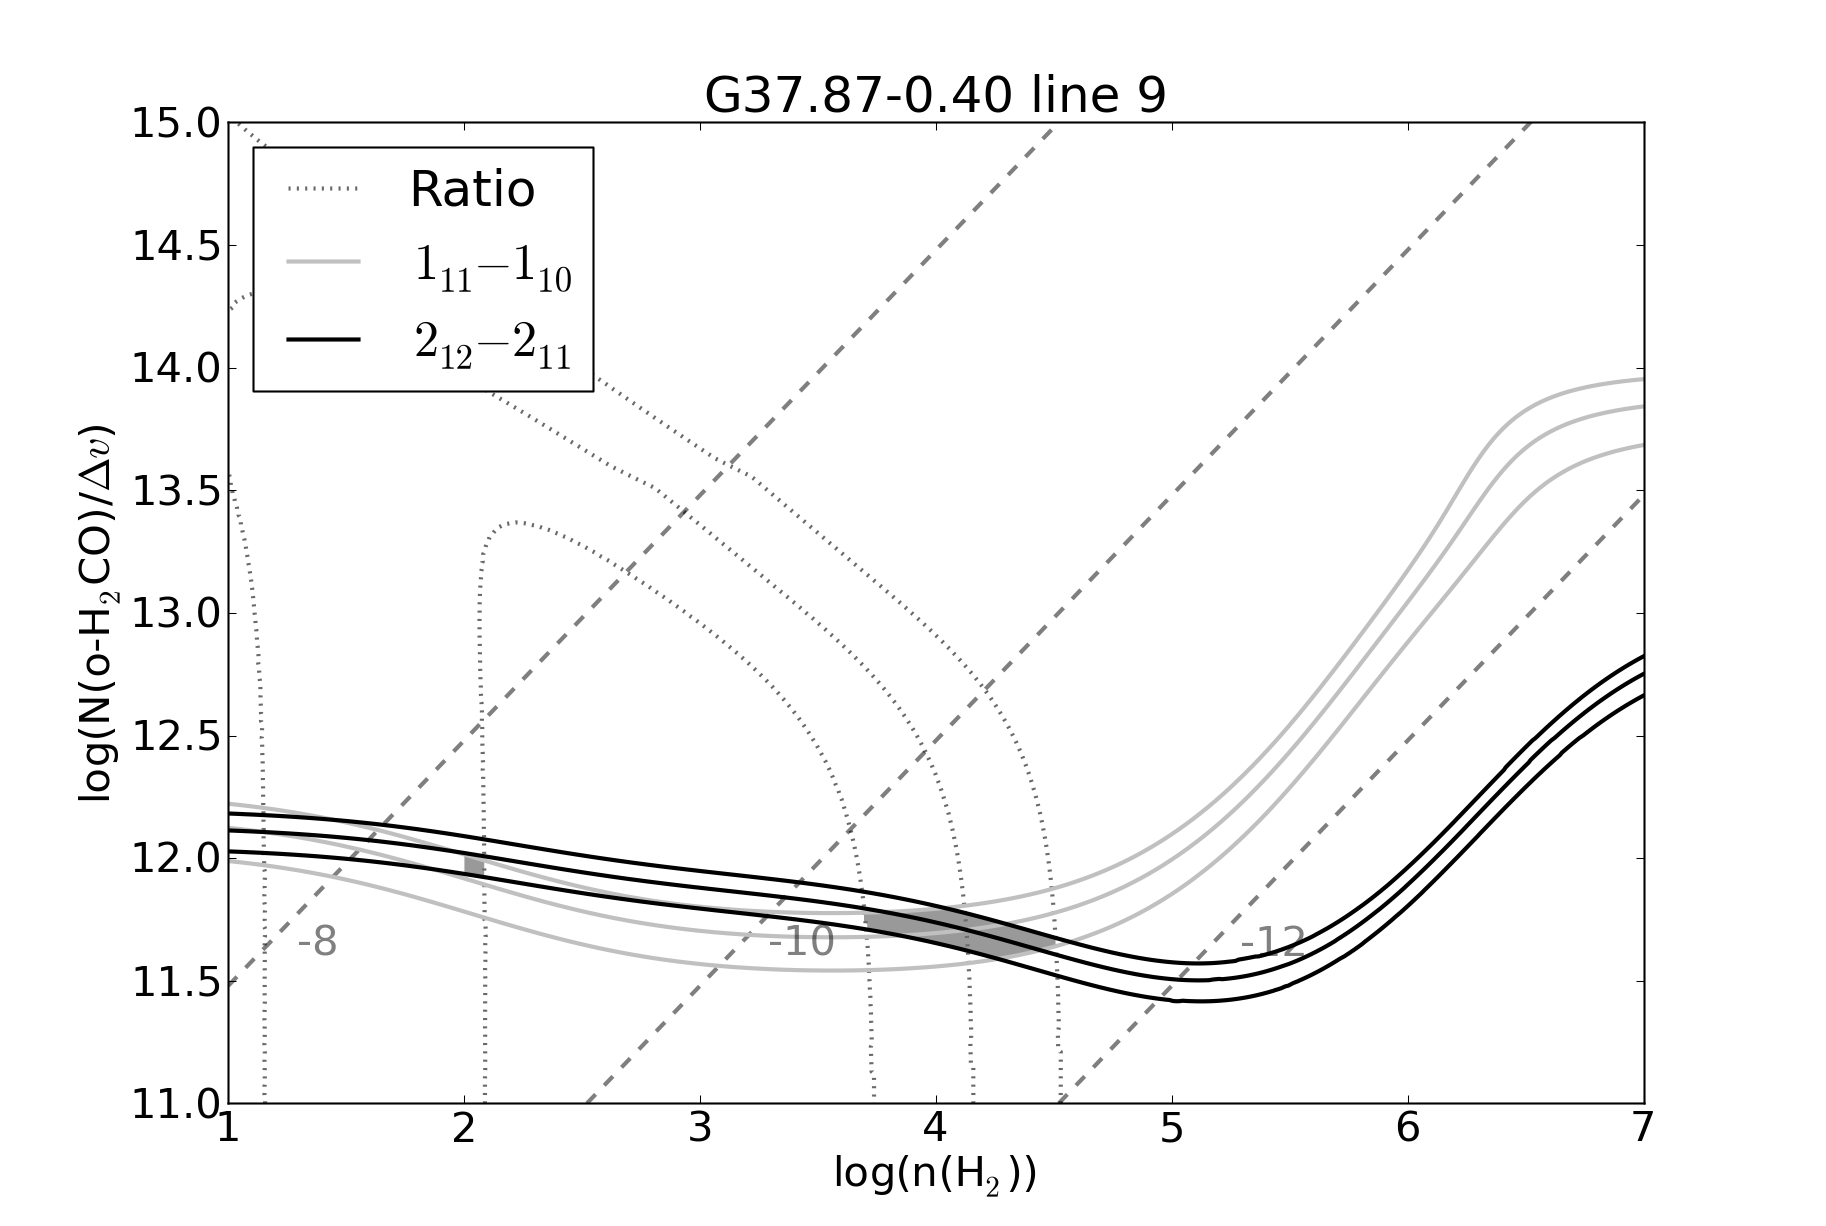 G37.87-0.40 line 9
15.0
14.5
14.0
13.5
13.0
12.5
12.0
11.5
11.0
log(N(o-H₂CO)/Δv)
Ratio
1₁₁−1₁₀
2₁₂−2₁₁
-8
-10
-12
1 2 3 4 5 6 7
log(n(H₂))